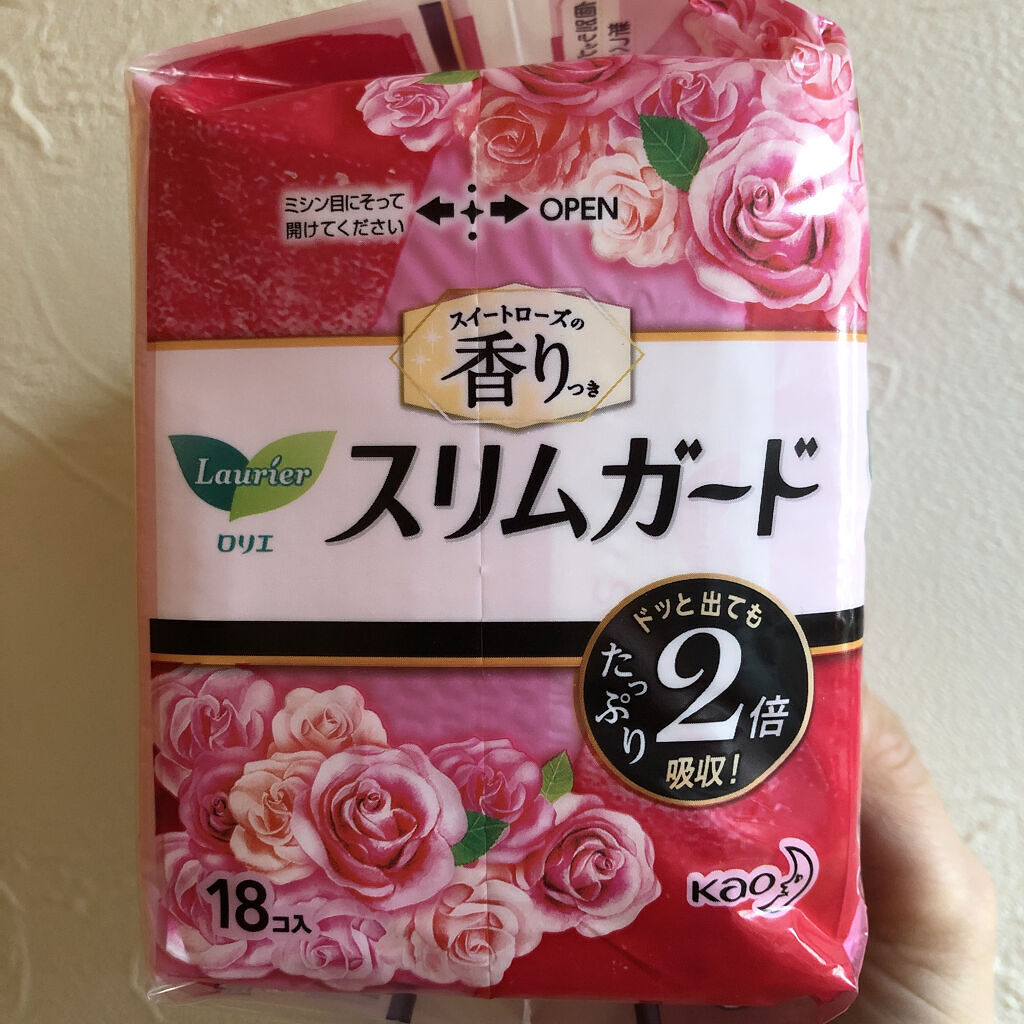 ミシン目にそって
開けてください
OPEN
スイートローズの
香りつき
Laurier
ロリエ
スリムガード
ドッと出ても
たっぷり
2倍
吸収!
18コ入
Kao